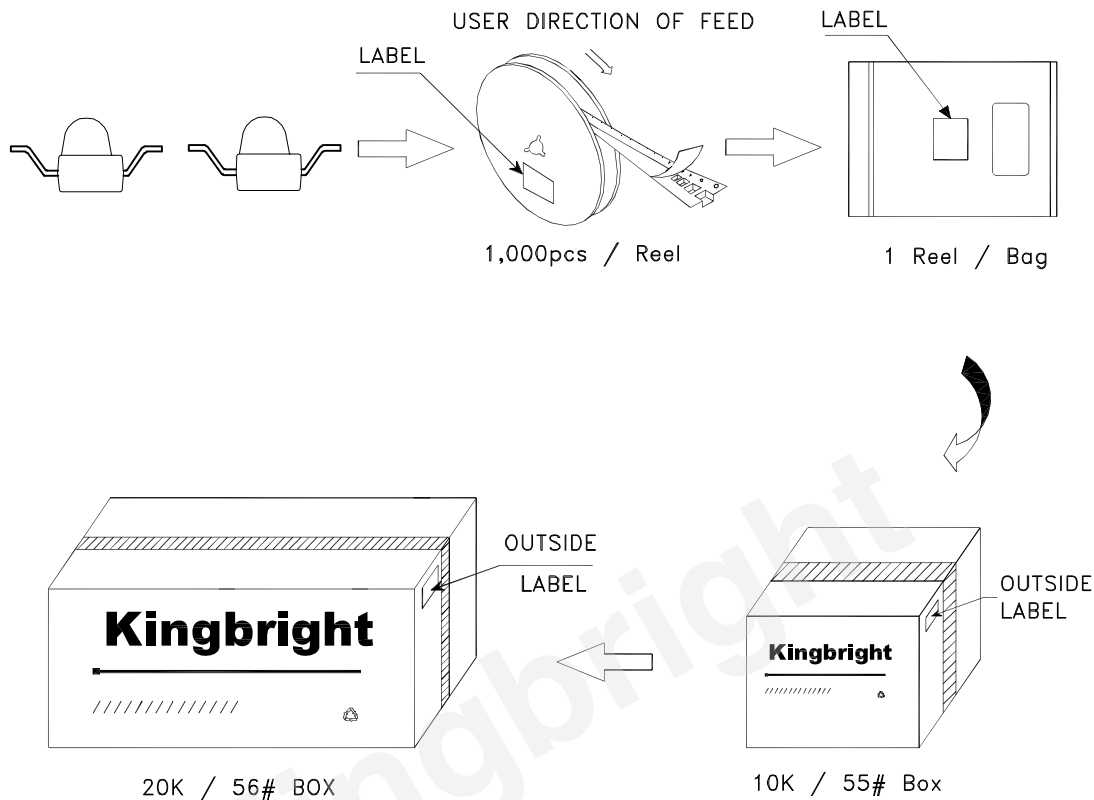 USER DIRECTION OF FEED
LABEL
LABEL
1,000pcs / Reel
1 Reel / Bag
OUTSIDE
LABEL
OUTSIDE
LABEL
Kingbright
Kingbright
20K / 56# BOX
10K / 55# Box
Kingbright